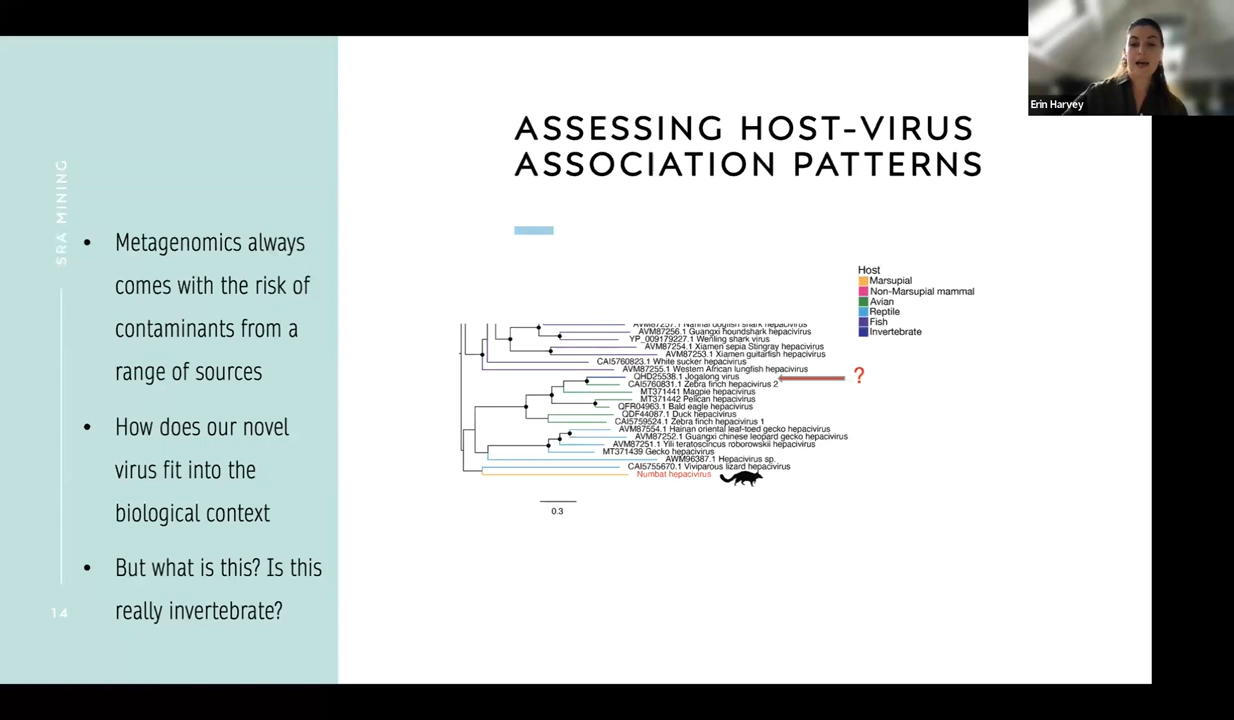 Erin Harvey
ASSESSING HOST-VIRUS
ASSOCIATION PATTERNS
SRA MINING
14
• Metagenomics always
comes with the risk of
contaminants from a
range of sources
• How does our novel
virus fit into the
biological context
• But what is this? Is this
really invertebrate?
Host
Marsupial
Non-Marsupial mammal
Avian
Reptile
Fish
Invertebrate
shark hepacivirus
AVM87256.1 Guangxi houndshark hepacivirus
YP_009179227.1 Wenling shark virus
AVM87254.1 Xiamen sepia Stingray hepacivirus
AVM87253.1 Xiamen guitarfish hepacivirus
CAI5760823.1 White sucker hepacivirus
AVM87255.1 Western African lungfish hepacivirus
QHD25538.1 Jogalong virus
?
CAI5760831.1 Zebra finch hepacivirus 2
MT371441 Magpie hepacivirus
MT371442 Pelican hepacivirus
QFR04963.1 Bald eagle hepacivirus
QDF44087.1 Duck hepacivirus
CAI5759524.1 Zebra finch hepacivirus 1
AVM87554.1 Hainan oriental leaf-toed gecko hepacivirus
AVM87252.1 Guangxi chinese leopard gecko hepacivirus
AVM87251.1 Yili teratoscincus roborowskii hepacivirus
MT371439 Gecko hepacivirus
AWM96387.1 Hepacivirus sp.
CAI5755670.1 Viviparous lizard hepacivirus
Numbat hepacivirus
0.3